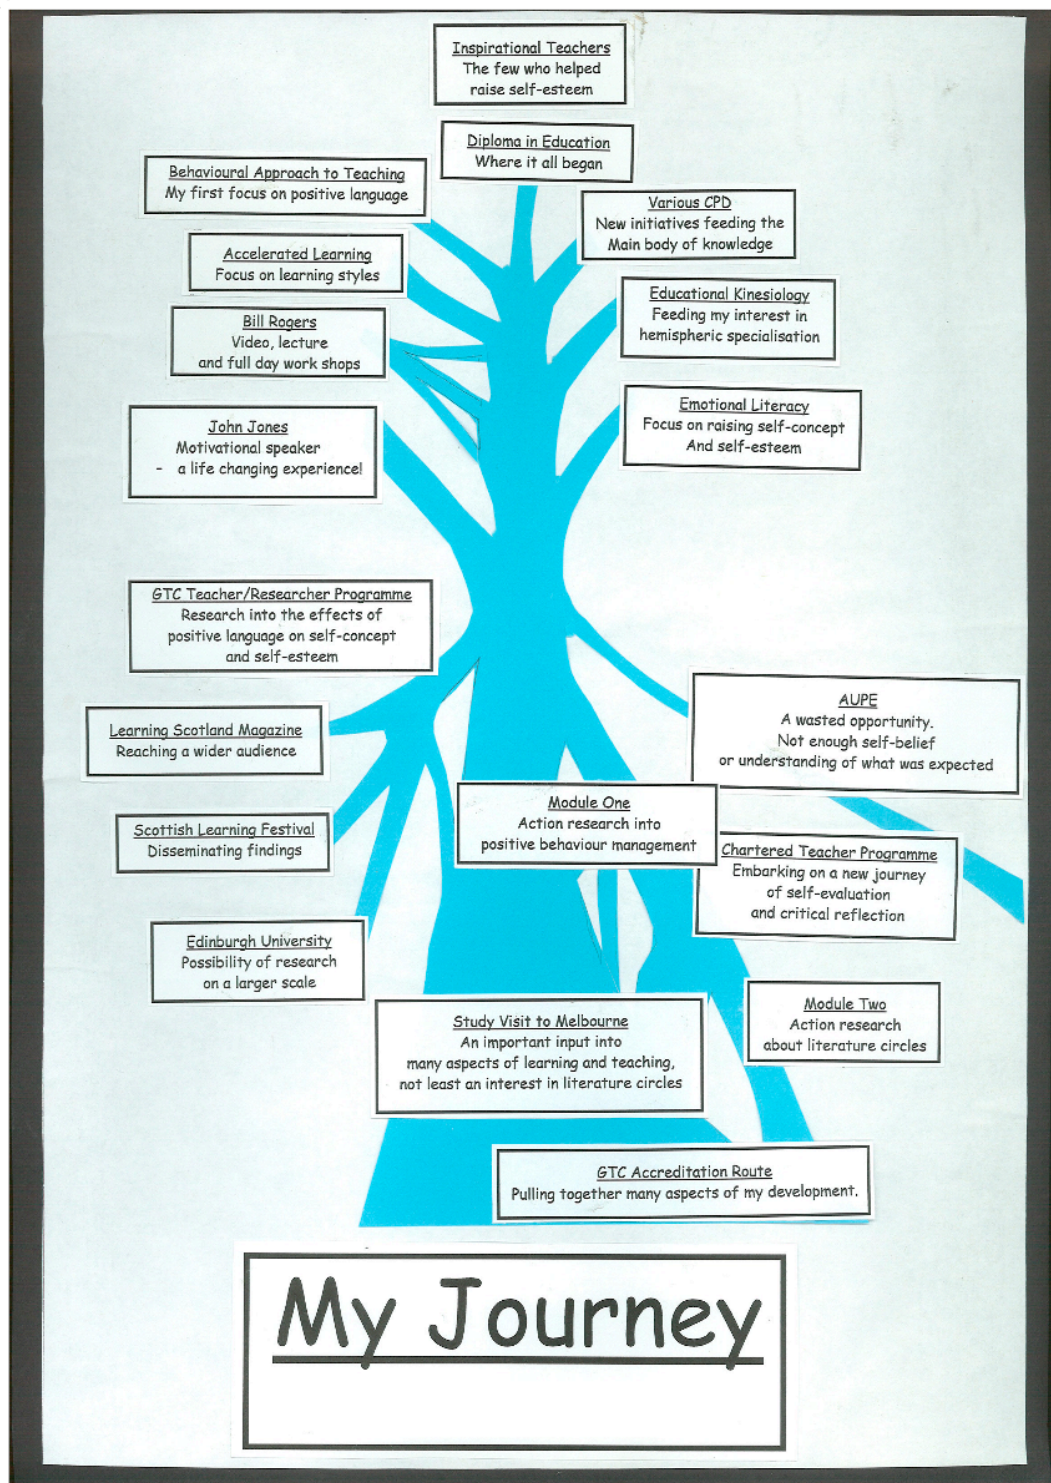 Inspirational Teachers
The few who helped
raise self-esteem
Diploma in Education
Where it all began
Behavioural Approach to Teaching
My first focus on positive language
Various CPD
New initiatives feeding the
Main body of knowledge
Accelerated Learning
Focus on learning styles
Educational Kinesiology
Feeding my interest in
hemispheric specialisation
Bill Rogers
Video, lecture
and full day work shops
Emotional Literacy
Focus on raising self-concept
And self-esteem
John Jones
Motivational speaker
- a life changing experience!
GTC Teacher/Researcher Programme
Research into the effects of
positive language on self-concept
and self-esteem
AUPE
A wasted opportunity.
Not enough self-belief
or understanding of what was expected
Learning Scotland Magazine
Reaching a wider audience
Module One
Action research into
positive behaviour management
Scottish Learning Festival
Disseminating findings
Chartered Teacher Programme
Embarking on a new journey
of self-evaluation
and critical reflection
Edinburgh University
Possibility of research
on a larger scale
Module Two
Action research
about literature circles
Study Visit to Melbourne
An important input into
many aspects of learning and teaching,
not least an interest in literature circles
GTC Accreditation Route
Pulling together many aspects of my development.
My Journey